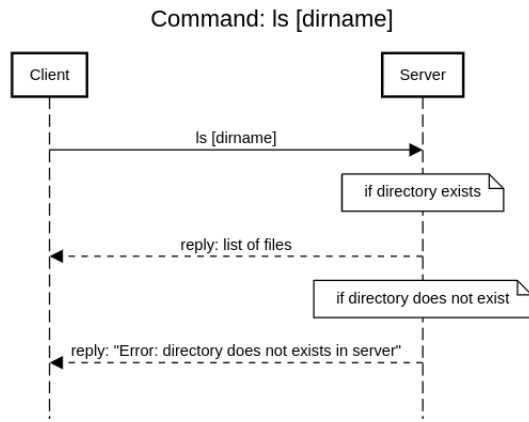 Command: ls [dirname]
Client
Server
ls [dirname]
if directory exists
reply: list of files
if directory does not exist
reply: "Error: directory does not exists in server"